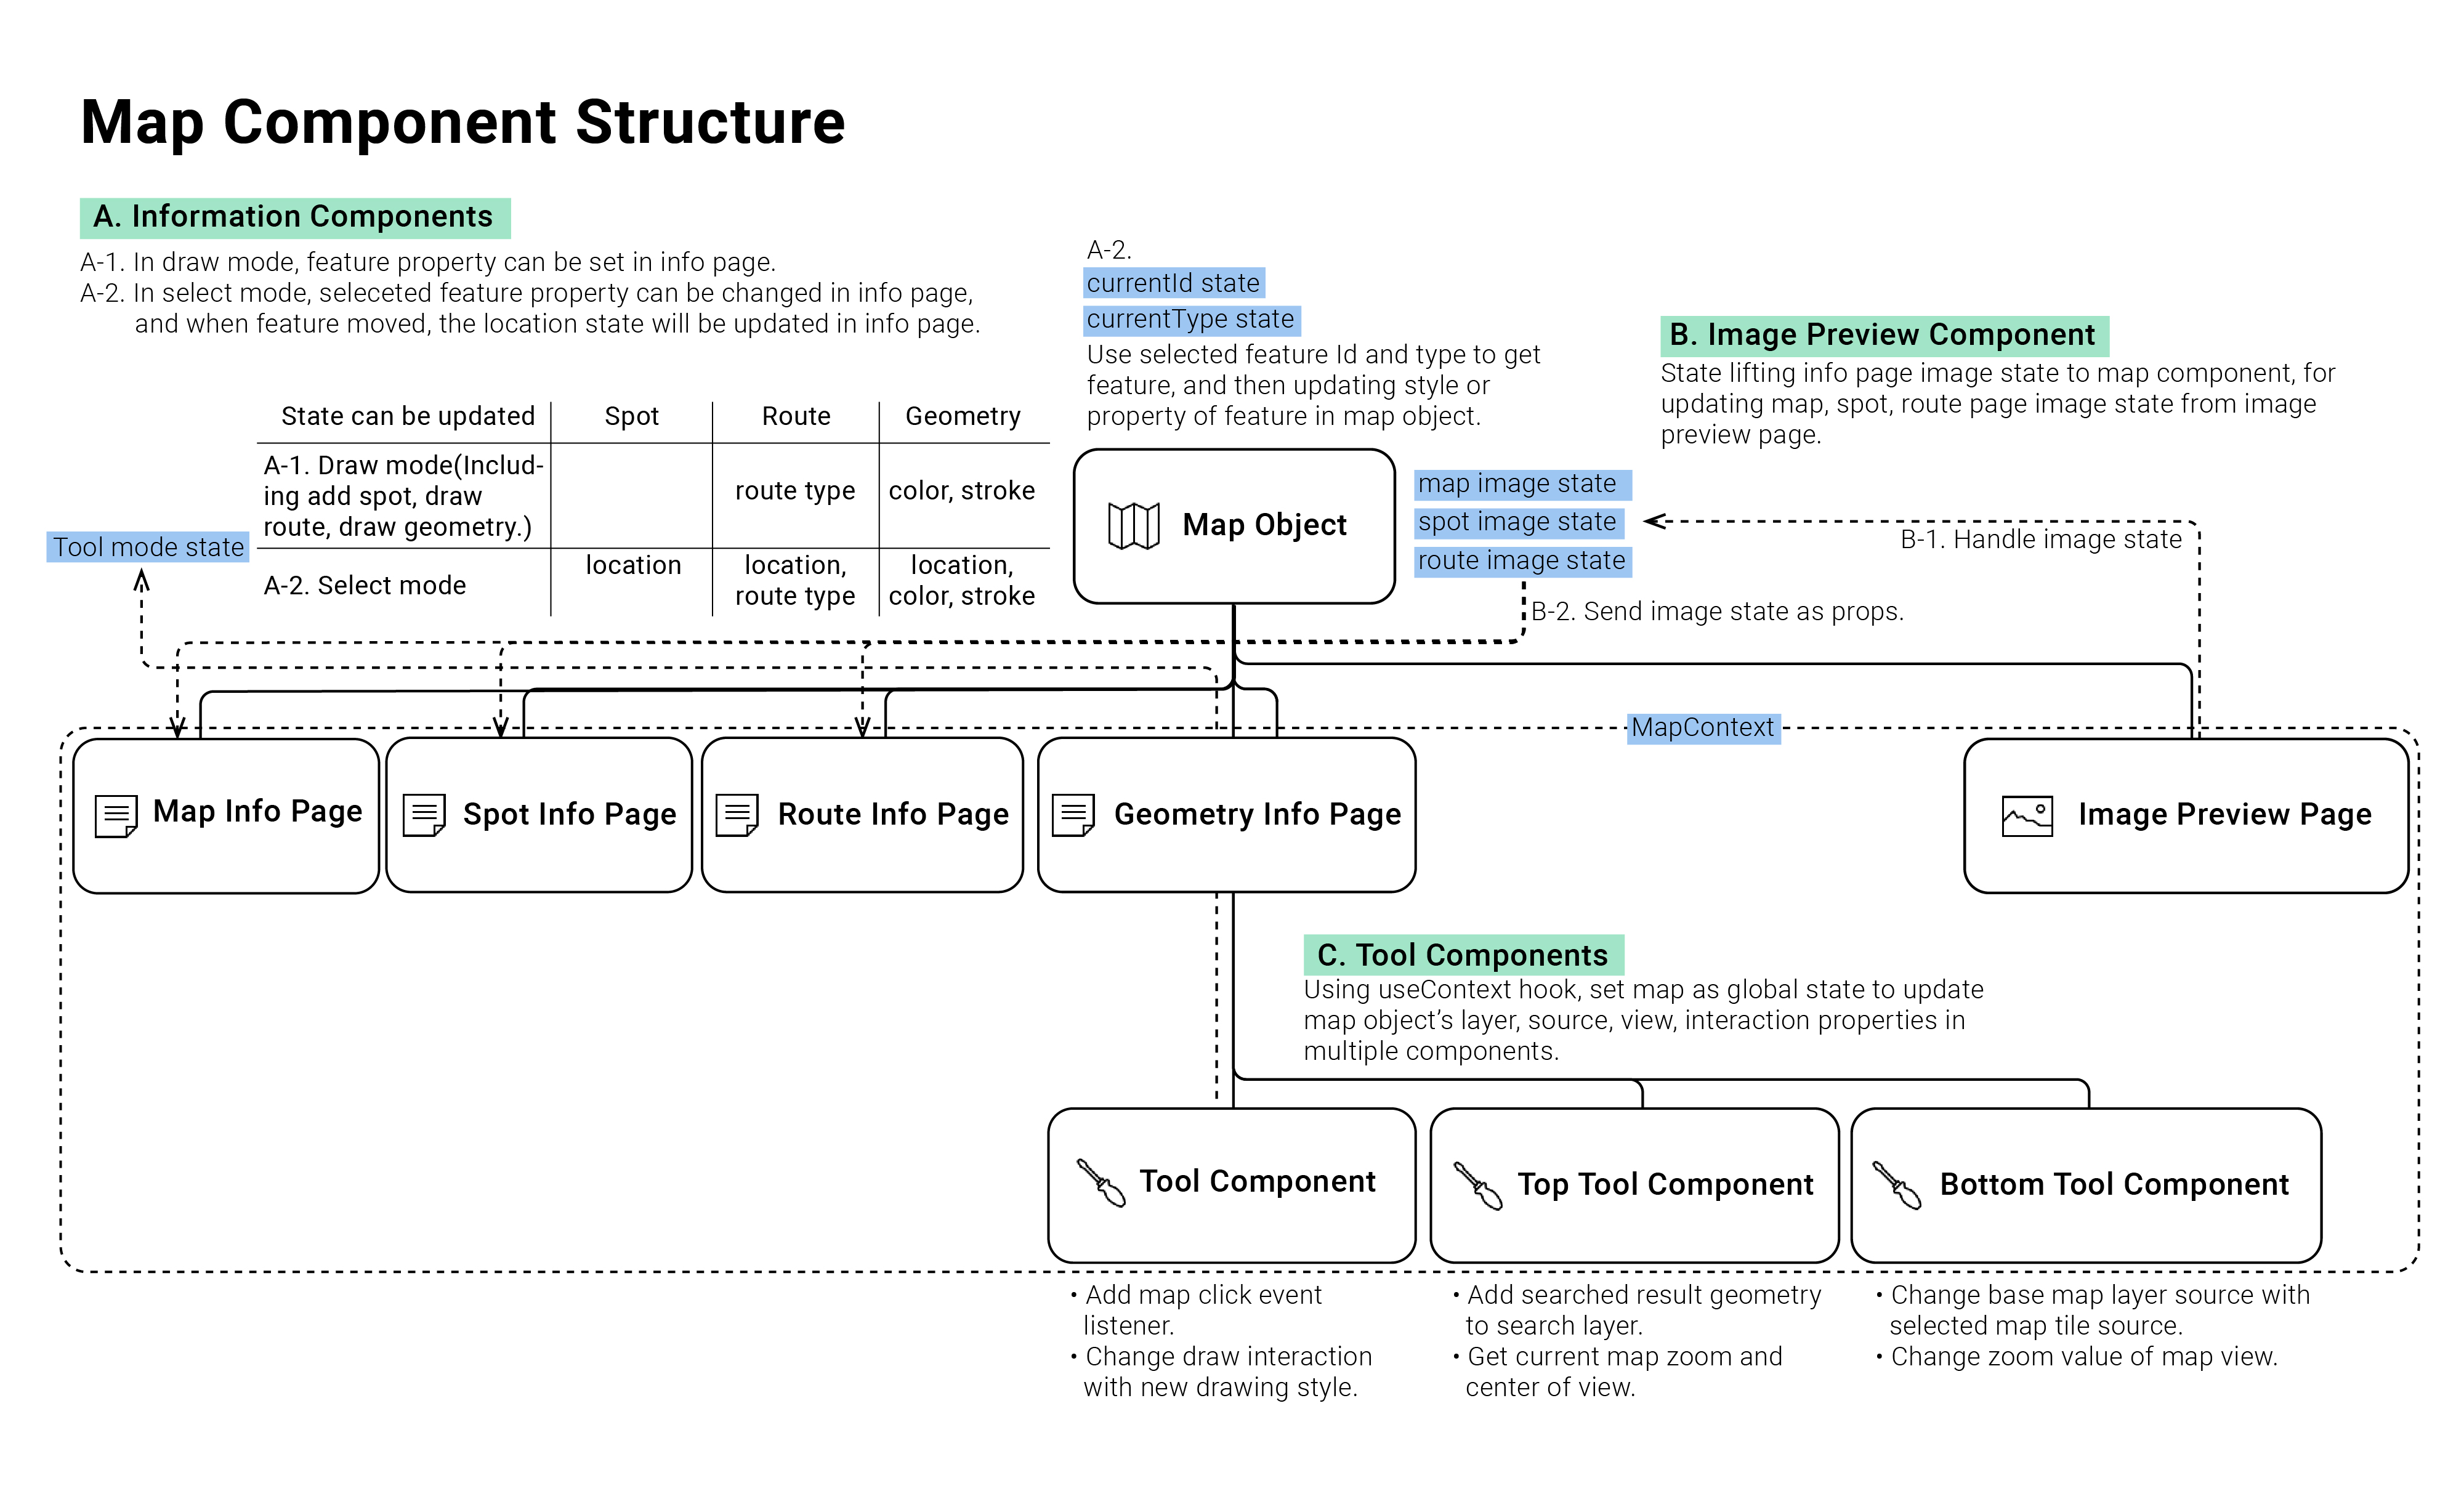 Map Component Structure
A. Information Components
A-1. In draw mode, feature property can be set in info page.
A-2. In select mode, seleceted feature property can be changed in info page,
and when feature moved, the location state will be updated in info page.
A-2.
currentId state
currentType state
Use selected feature Id and type to get
feature, and then updating style or
property of feature in map object.
B. Image Preview Component
State lifting info page image state to map component, for
updating map, spot, route page image state from image
preview page.
State can be updated
Spot
Route
Geometry
A-1. Draw mode(Includ-
ing add spot, draw
route, draw geometry.)
route type
color, stroke
A-2. Select mode
location
location,
route type
location,
color, stroke
Tool mode state
Map Object
map image state
spot image state
route image state
B-1. Handle image state
B-2. Send image state as props.
MapContext
Map Info Page
Spot Info Page
Route Info Page
Geometry Info Page
Image Preview Page
C. Tool Components
Using useContext hook, set map as global state to update
map object’s layer, source, view, interaction properties in
multiple components.
Tool Component
Top Tool Component
Bottom Tool Component
• Add map click event
listener.
• Change draw interaction
with new drawing style.
• Add searched result geometry
to search layer.
• Get current map zoom and
center of view.
• Change base map layer source with
selected map tile source.
• Change zoom value of map view.